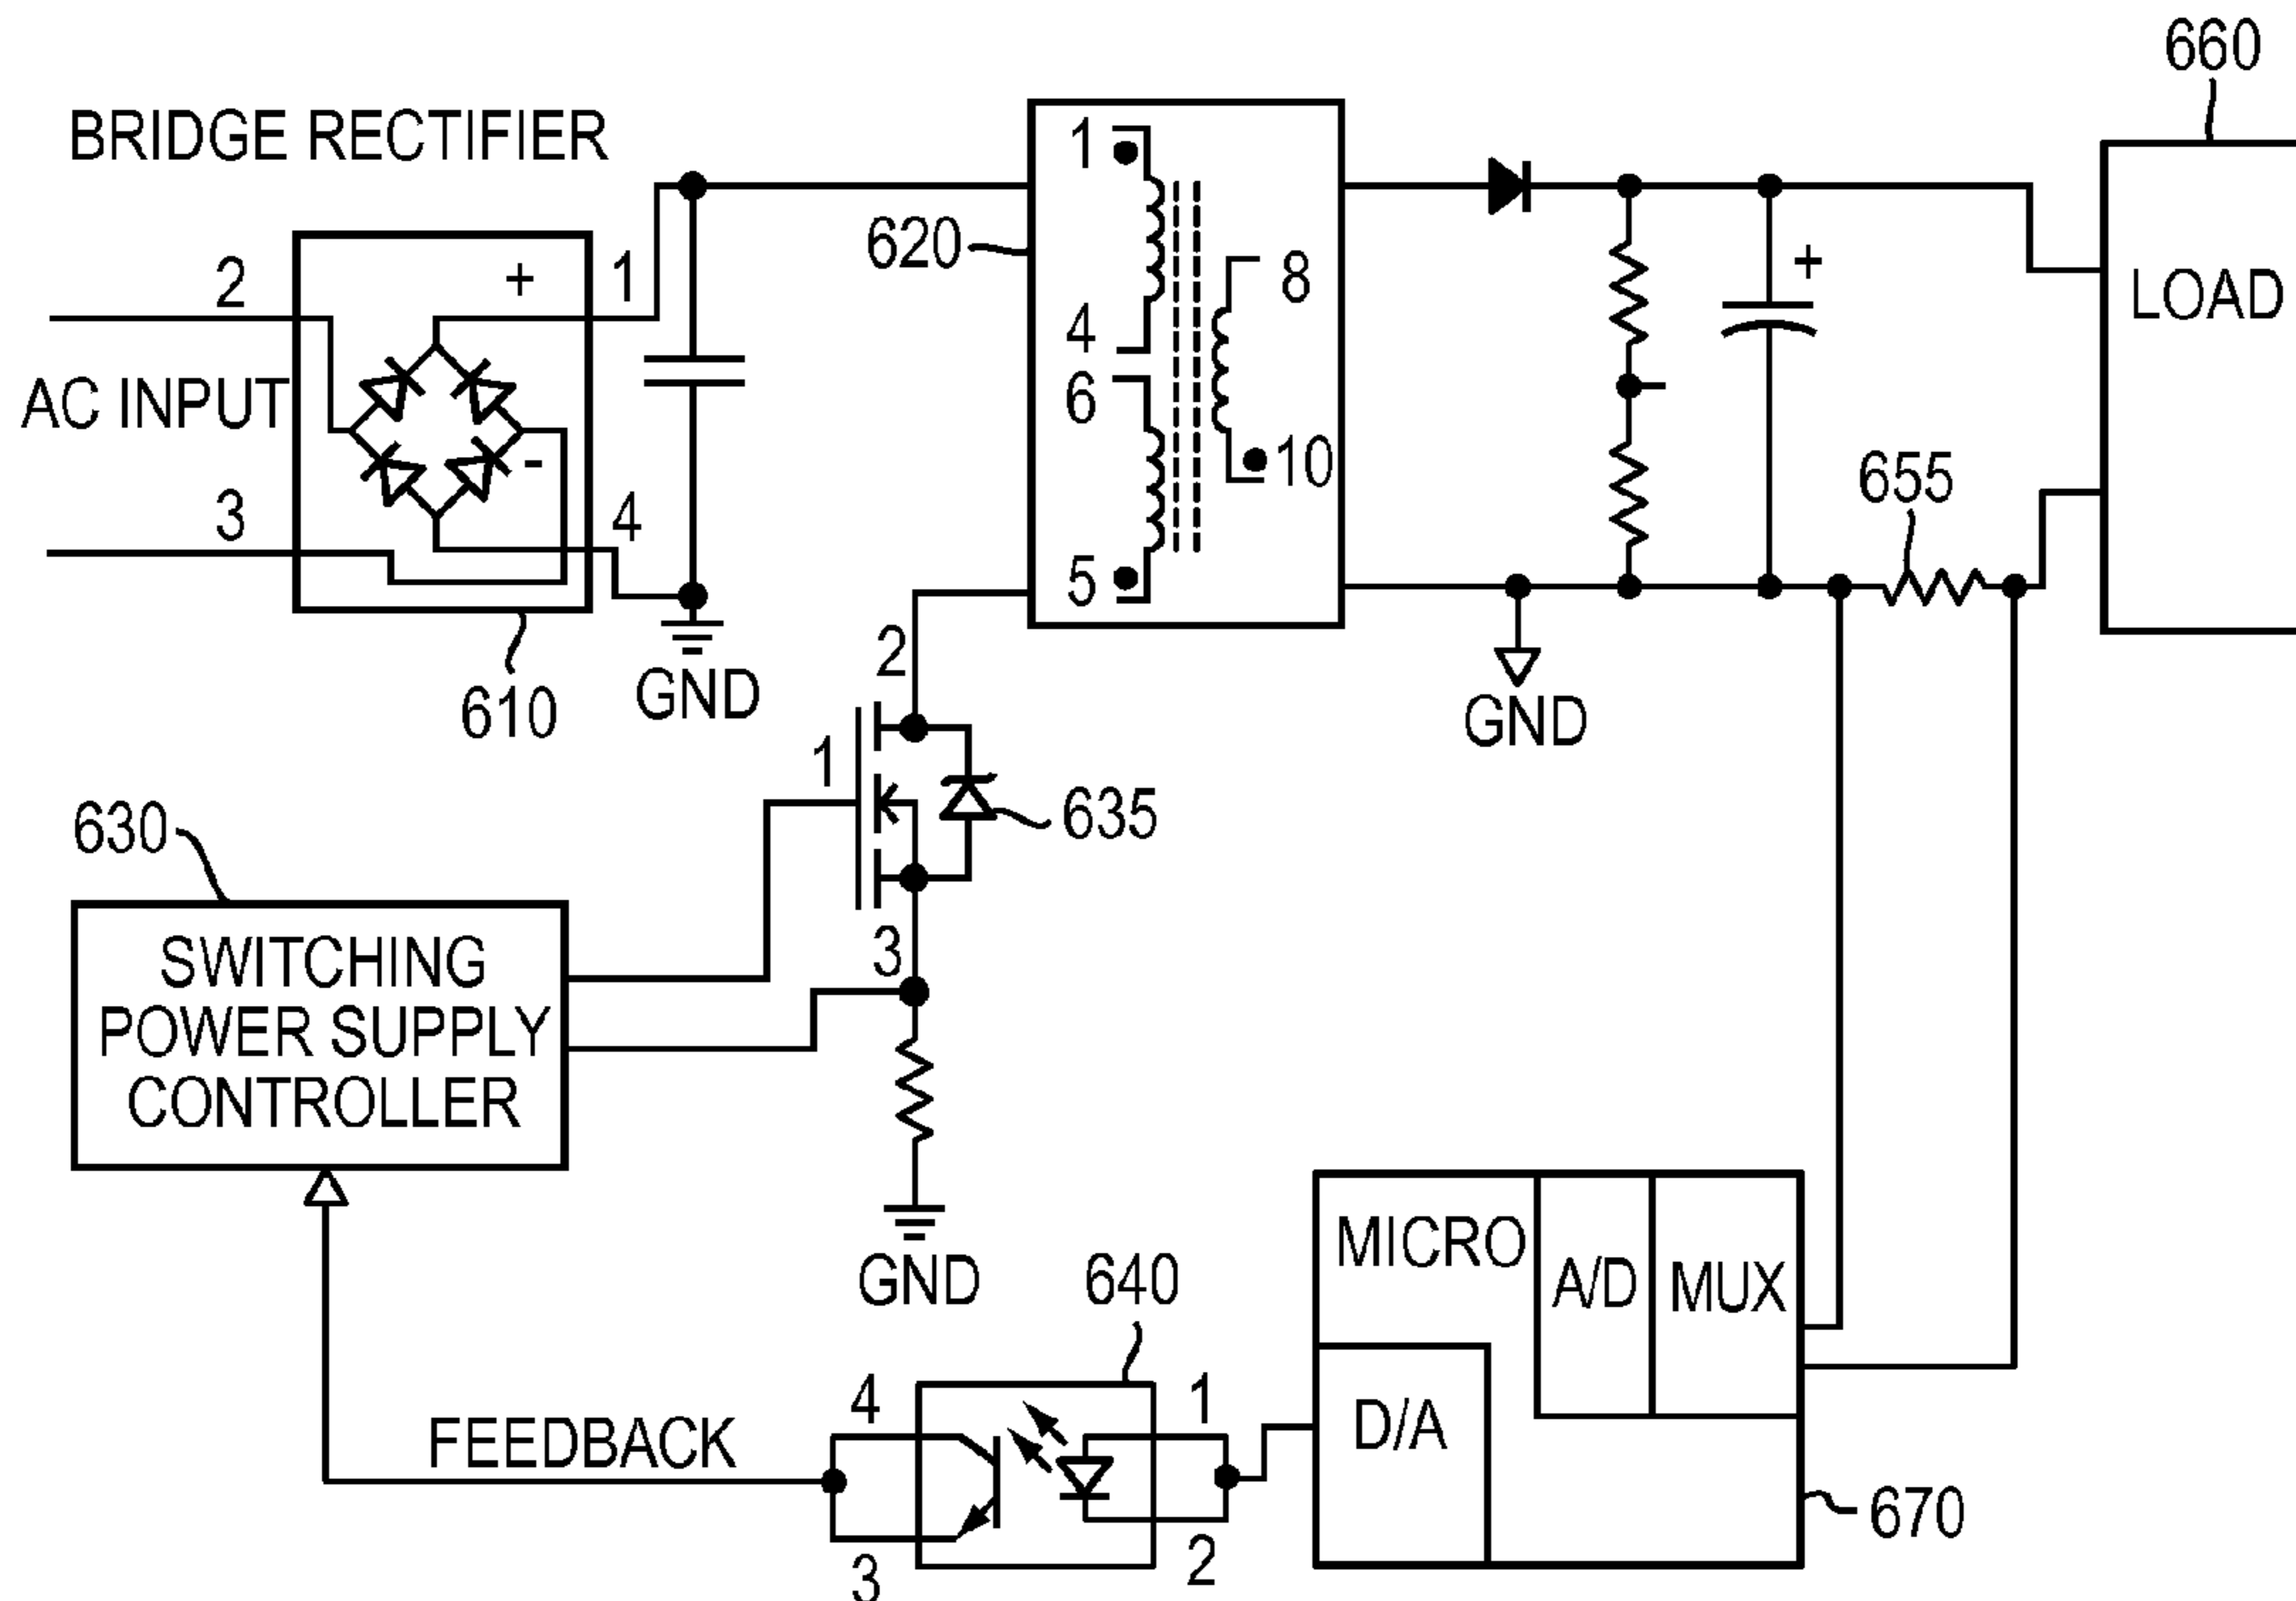 660
BRIDGE RECTIFIER
1
620
2
+
1
8
+
LOAD
4
AC INPUT
6
-
10
655
3
4
5
2
GND
610
GND
1
635
630
3
SWITCHING
POWER SUPPLY
CONTROLLER
MICRO
A/D
MUX
GND
640
4
1
D/A
FEEDBACK
670
3
2